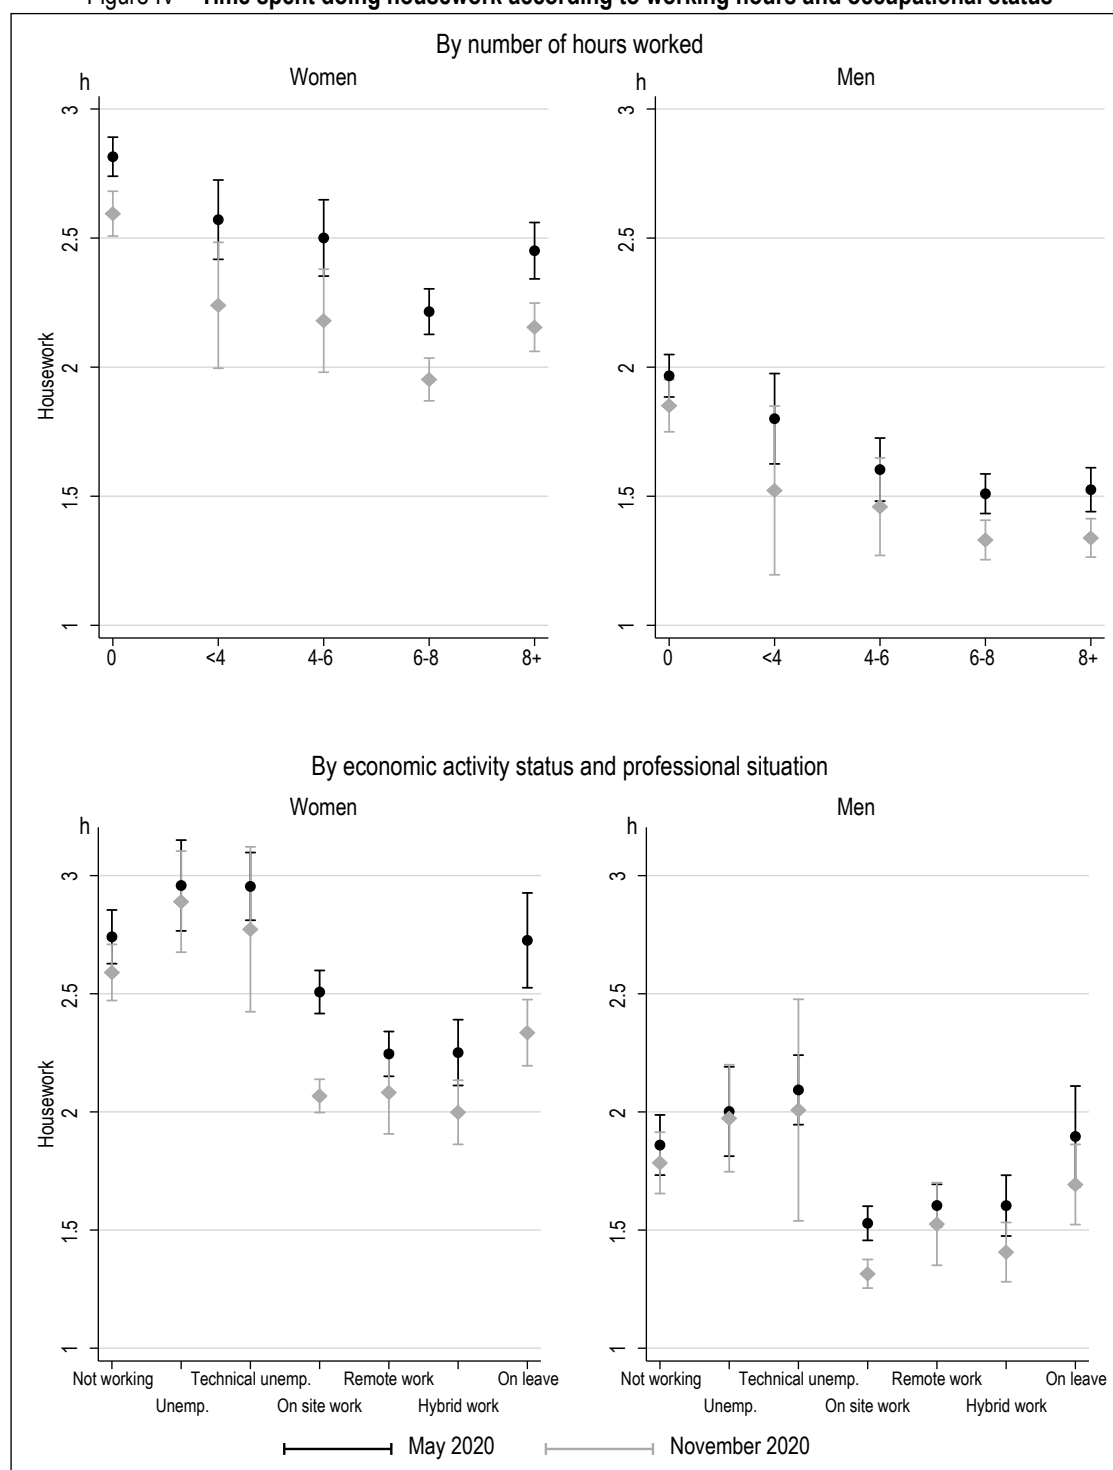 Figure IV – Time spent doing housework according to working hours and occupational status
By number of hours worked
Women
Men
h
h
3
2.5
2
1.5
1
Housework
0 <4 4-6 6-8 8+
3
2.5
2
1.5
1
0 <4 4-6 6-8 8+
By economic activity status and professional situation
Women
Men
h
h
3
2.5
2
1.5
1
Housework
Not working Technical unemp. Remote work On leave
Unemp. On site work Hybrid work
3
2.5
2
1.5
1
Not working Technical unemp. Remote work On leave
Unemp. On site work Hybrid work
May 2020 November 2020